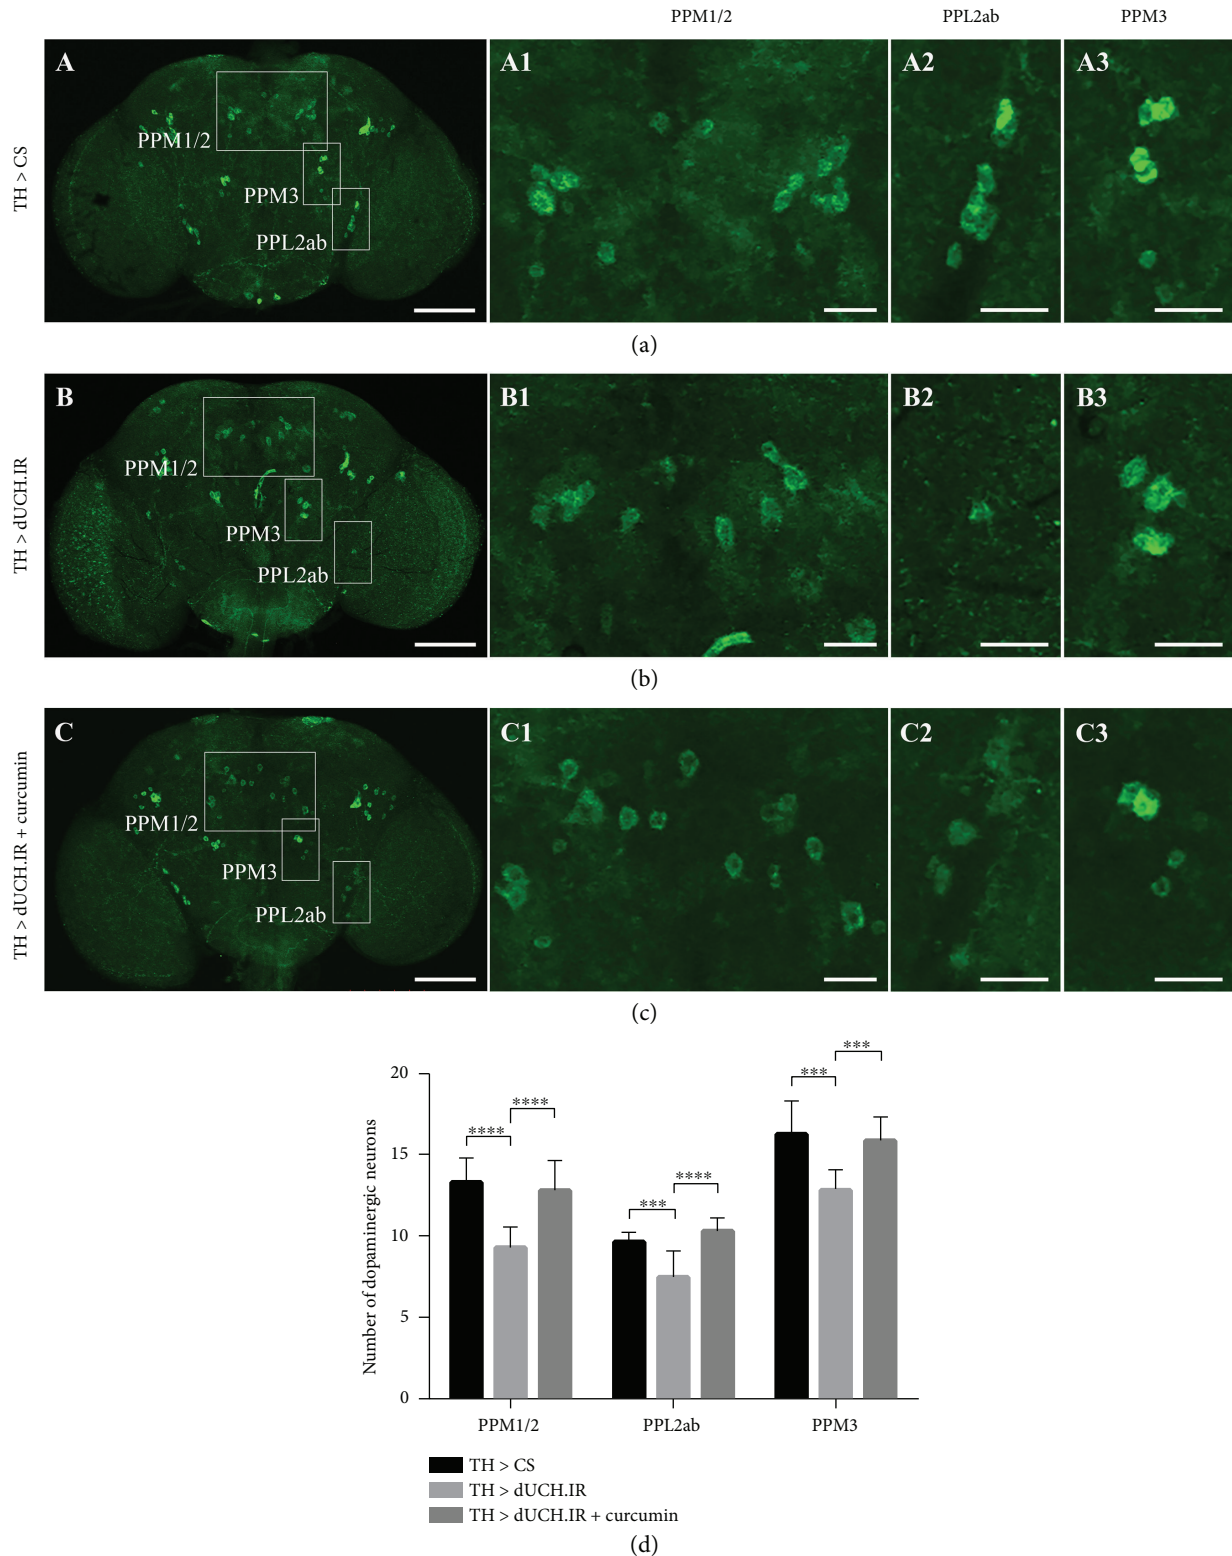 PPM1/2 PPL2ab PPM3
TH > CS
A A1 A2 A3
PPM1/2
PPM3
PPL2ab
(a)
TH > dUCH.IR
B B1 B2 B3
PPM1/2
PPM3
PPL2ab
(b)
TH > dUCH.IR + curcumin
C C1 C2 C3
PPM1/2
PPM3
PPL2ab
(c)
Number of dopaminergic neurons
20
15
10
5
0
**** ****
*** ****
*** ***
PPM1/2 PPL2ab PPM3
TH > CS
TH > dUCH.IR
TH > dUCH.IR + curcumin
(d)